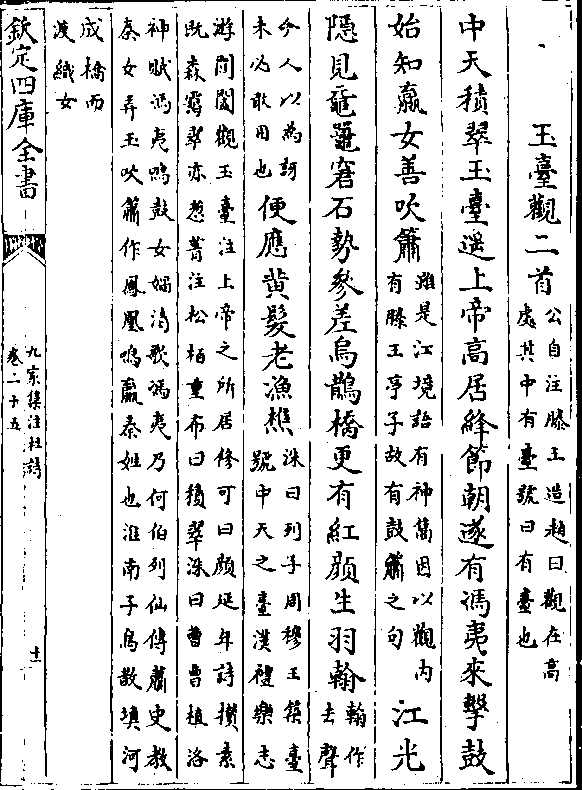 玉臺觀二首
公自注滕王造趙曰觀在高
處其中有臺號曰有臺也
中天積翠玉臺遥上帝高居絳節朝遂有馮夷來擊鼓
始知嬴女善吹簫
雖是江境詒有神馮因以觀内
有滕王亭子故有鼓簫之句
江光
隱見黿鼉窟石勢參差烏鵲橋更有紅顔生羽翰
翰作
去聲
今人以為訝
未必敢用也
便應黄髮老漁樵
洙曰列子周穆王築臺
號中天之臺漢禮樂志
游閶闔觀玉臺注上帝之所居修可曰顔延年詩攢素
既森靄翠亦葱菁注松栢重布曰積翠洙曰曹曹植洛
神賦馮夷鳴鼓女媧清歌馮夷乃何伯列仙傳蕭史教
秦女弄玉吹簫作鳳凰鳴嬴秦姓也淮南子烏鵲填河
成橋而
渡織女
欽定四庫全書
九家集注杜詩
卷二十五
十一